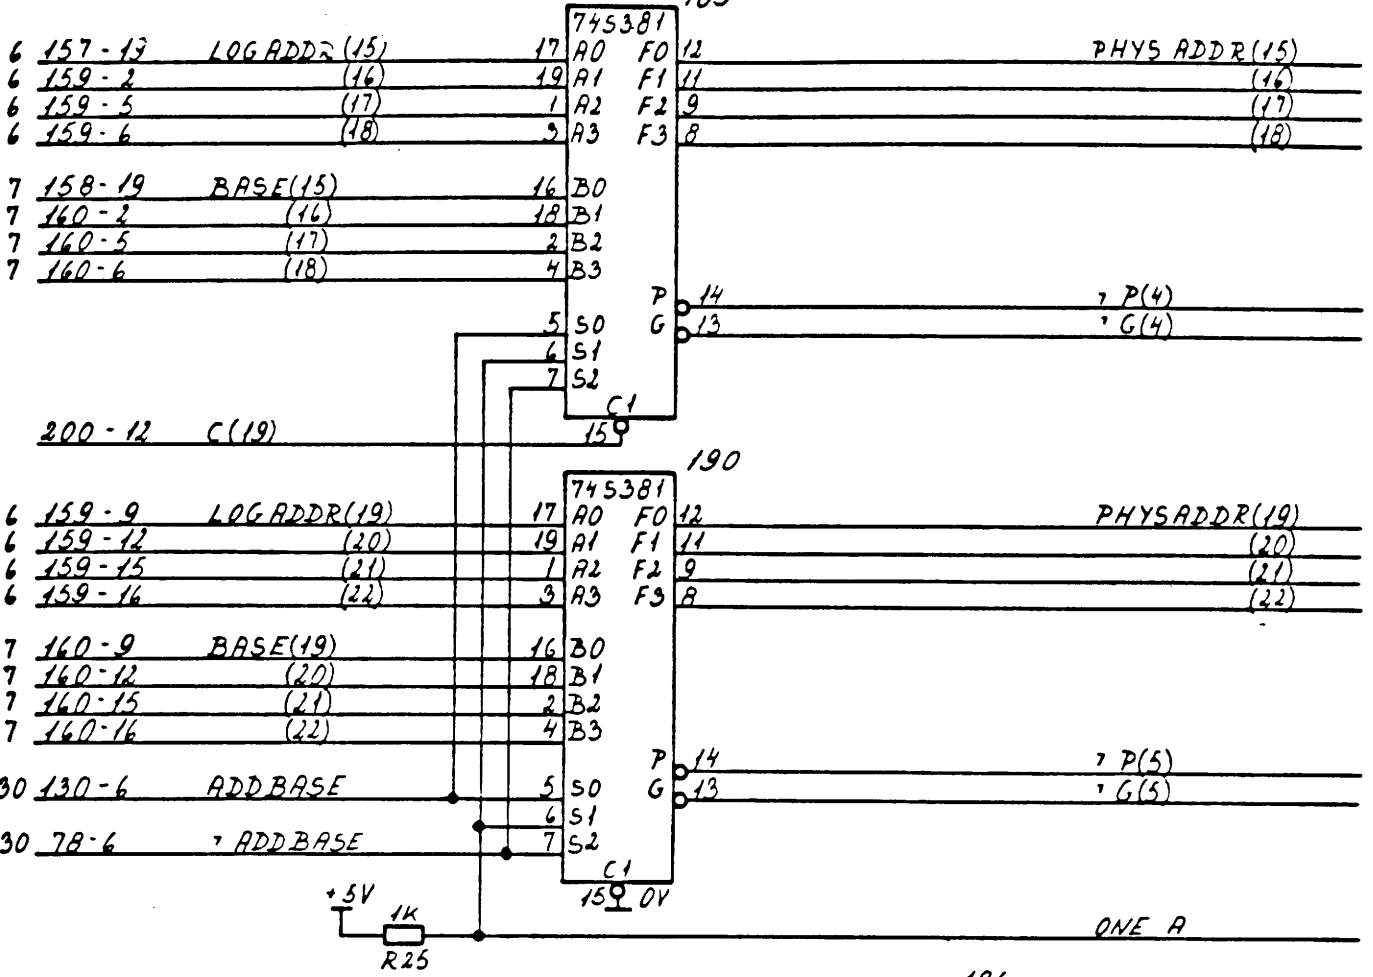 74S381
6 157-13 LOGADDR(15) 17 A0 F0 12 PHYS ADDR(15)
6 159-2 (16) 19 A1 F1 11 (16)
6 159-5 (17) 1 A2 F2 9 (17)
6 159-6 (18) 3 A3 F3 8 (18)
7 158-19 BASE(15) 16 B0
7 160-2 (16) 18 B1
7 160-5 (17) 2 B2
7 160-6 (18) 4 B3
P 14 ¬ P(4)
5 S0 G 13 ¬ G(4)
6 S1
7 S2
C1
200-12 C(19) 15
190
74S381
6 159-9 LOGADDR(19) 17 A0 F0 12 PHYSADDR(19)
6 159-12 (20) 19 A1 F1 11 (20)
6 159-15 (21) 1 A2 F2 9 (21)
6 159-16 (22) 3 A3 F3 8 (22)
7 160-9 BASE(19) 16 B0
7 160-12 (20) 18 B1
7 160-15 (21) 2 B2
7 160-16 (22) 4 B3
P 14 ¬ P(5)
30 130-6 ADDBASE 5 S0 G 13 ¬ G(5)
6 S1
30 78-6 ¬ ADDBASE 7 S2
C1
15 0V
+5V
1K ONE A
R25